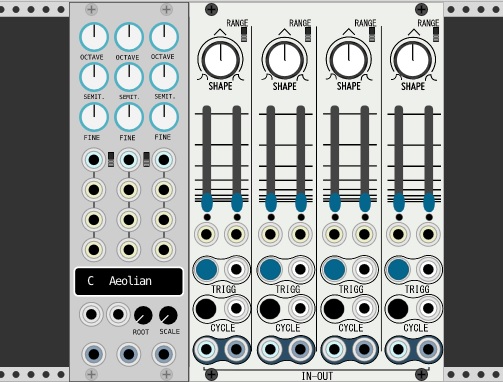 RANGE RANGE RANGE RANGE
OCTAVE OCTAVE OCTAVE
SHAPE SHAPE SHAPE SHAPE
SEMIT. SEMIT. SEMIT.
FINE FINE FINE
C Aeolian
TRIGG TRIGG TRIGG TRIGG
ROOT SCALE
CYCLE CYCLE CYCLE CYCLE
IN-OUT